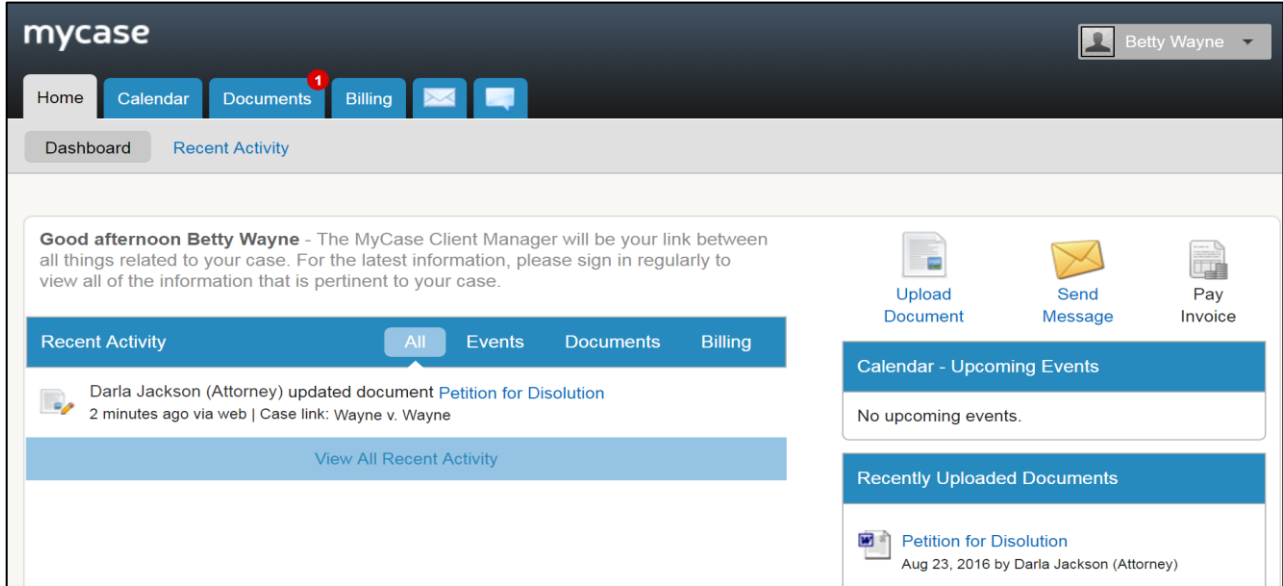 mycase
Betty Wayne
Home Calendar Documents 1 Billing
Dashboard Recent Activity
Good afternoon Betty Wayne - The MyCase Client Manager will be your link between
all things related to your case. For the latest information, please sign in regularly to
view all of the information that is pertinent to your case.
Upload
Document
Send
Message
Pay
Invoice
Recent Activity All Events Documents Billing
Darla Jackson (Attorney) updated document Petition for Disolution
2 minutes ago via web | Case link: Wayne v. Wayne
View All Recent Activity
Calendar - Upcoming Events
No upcoming events.
Recently Uploaded Documents
Petition for Disolution
Aug 23, 2016 by Darla Jackson (Attorney)